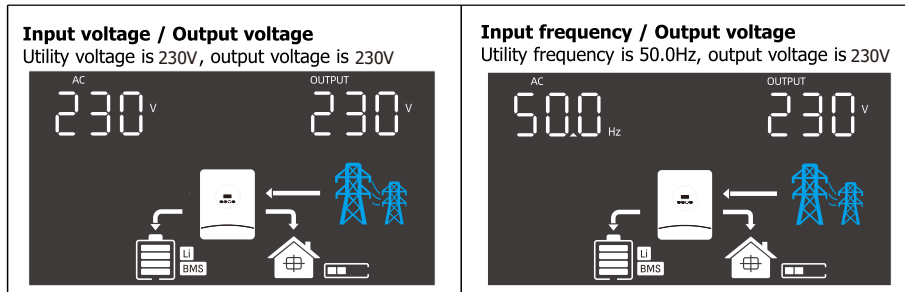 Input voltage / Output voltage
Utility voltage is 230V, output voltage is 230V
AC
OUTPUT
230 V
230 V
Li
BMS
Input frequency / Output voltage
Utility frequency is 50.0Hz, output voltage is 230V
AC
OUTPUT
50.0 Hz
230 V
Li
BMS